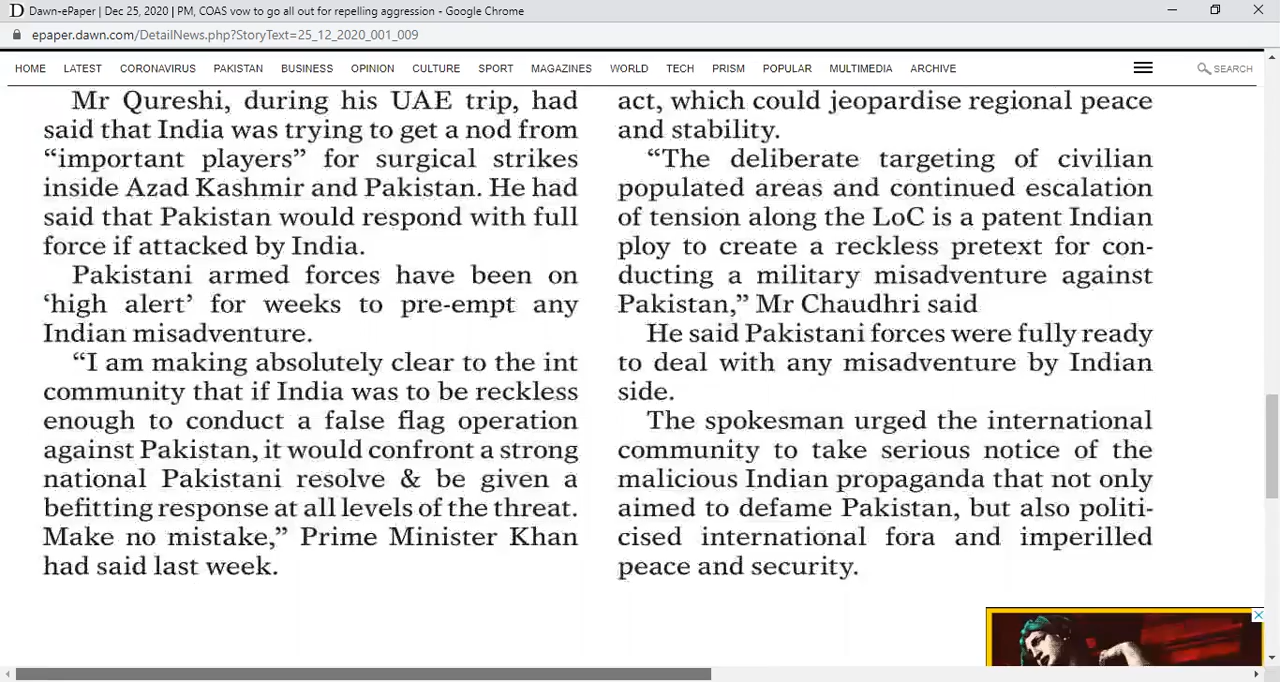 Dawn-ePaper | Dec 25, 2020 | PM, COAS vow to go all out for repelling aggression - Google Chrome
epaper.dawn.com/DetailNews.php?StoryText=25_12_2020_001_009
HOME LATEST CORONAVIRUS PAKISTAN BUSINESS OPINION CULTURE SPORT MAGAZINES WORLD TECH PRISM POPULAR MULTIMEDIA ARCHIVE SEARCH
Mr Qureshi, during his UAE trip, had
said that India was trying to get a nod from
“important players” for surgical strikes
inside Azad Kashmir and Pakistan. He had
said that Pakistan would respond with full
force if attacked by India.
Pakistani armed forces have been on
‘high alert’ for weeks to pre-empt any
Indian misadventure.
“I am making absolutely clear to the int
community that if India was to be reckless
enough to conduct a false flag operation
against Pakistan, it would confront a strong
national Pakistani resolve & be given a
befitting response at all levels of the threat.
Make no mistake,” Prime Minister Khan
had said last week.
act, which could jeopardise regional peace
and stability.
“The deliberate targeting of civilian
populated areas and continued escalation
of tension along the LoC is a patent Indian
ploy to create a reckless pretext for con-
ducting a military misadventure against
Pakistan,” Mr Chaudhri said
He said Pakistani forces were fully ready
to deal with any misadventure by Indian
side.
The spokesman urged the international
community to take serious notice of the
malicious Indian propaganda that not only
aimed to defame Pakistan, but also politi-
cised international fora and imperilled
peace and security.